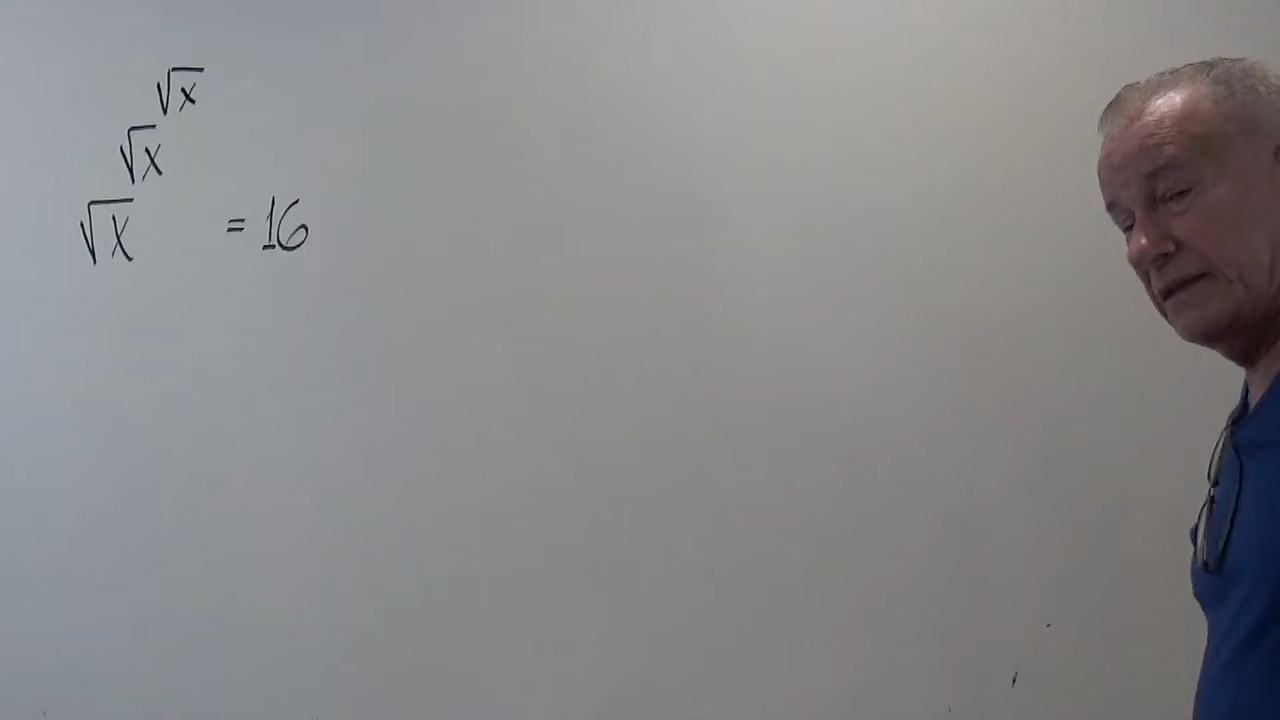 √x
√x
√x = 16